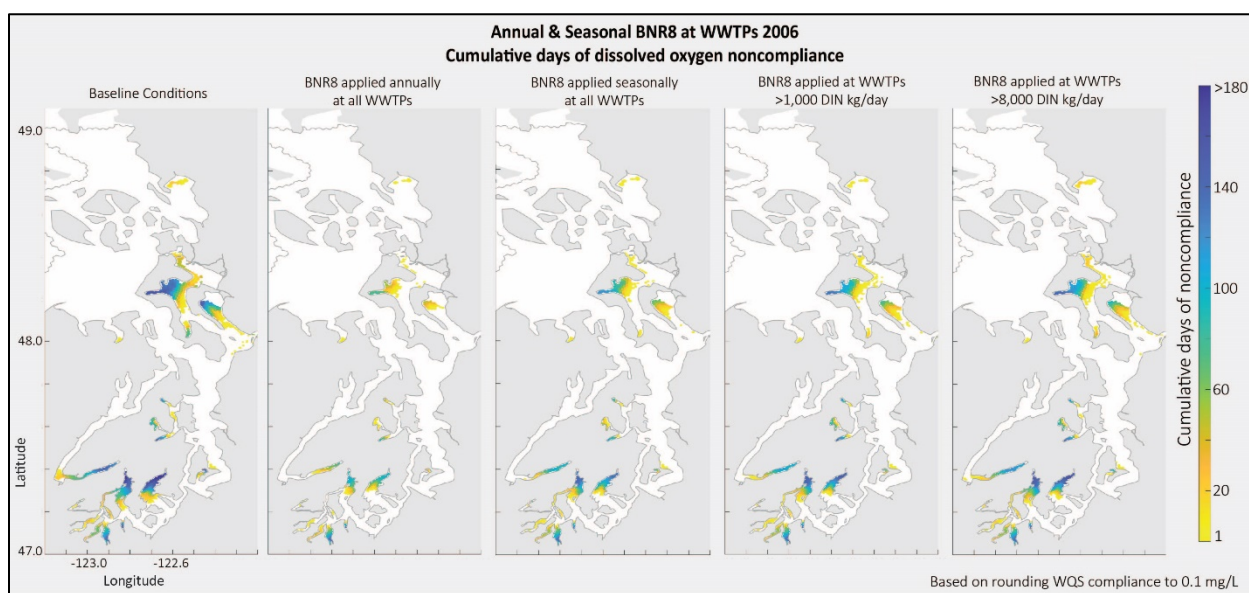 Annual & Seasonal BNR8 at WWTPs 2006
Cumulative days of dissolved oxygen noncompliance
Baseline Conditions
BNR8 applied annually
at all WWTPs
BNR8 applied seasonally
at all WWTPs
BNR8 applied at WWTPs
>1,000 DIN kg/day
BNR8 applied at WWTPs
>8,000 DIN kg/day
49.0
48.0
47.0
Latitude
-123.0
-122.6
Longitude
>180
140
100
60
20
1
Cumulative days of noncompliance
Based on rounding WQS compliance to 0.1 mg/L